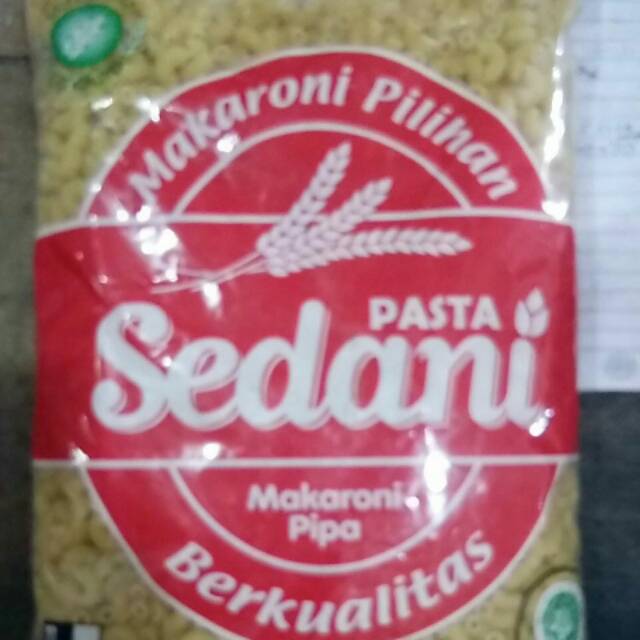 Makaroni Pilihan
PASTA
Sedani
Makaroni
Pipa
Berkualitas